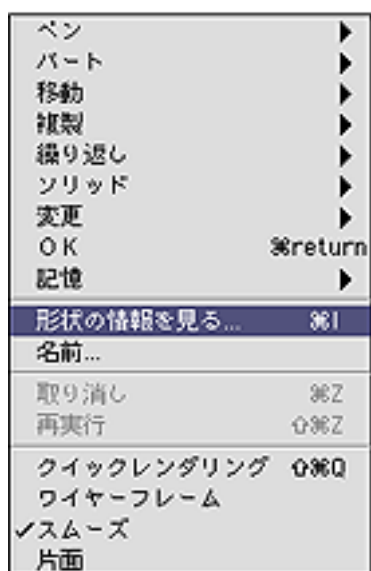 ペン ▶
パート ▶
移動 ▶
複製 ▶
繰り返し ▶
ソリッド ▶
変更 ▶
OK ⌘return
記憶 ▶
形状の情報を見る... ⌘I
名前...
取り消し ⌘Z
再実行 ⇧⌘Z
クイックレンダリング ⇧⌘Q
ワイヤーフレーム
✓スムーズ
片面